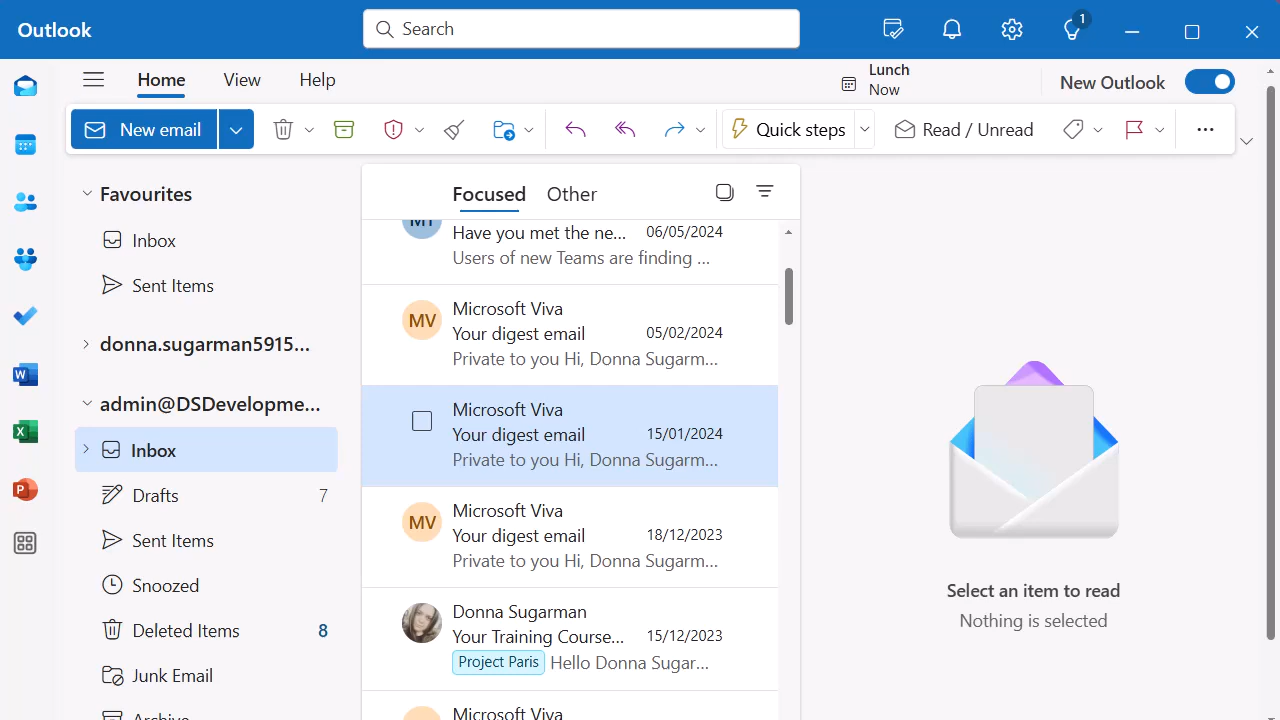 Outlook
Search
1
Home
View
Help
Lunch
Now
New Outlook
New email
Quick steps
Read / Unread
Favourites
Inbox
Sent Items
donna.sugarman5915...
admin@DSDevelopme...
Inbox
Drafts 7
Sent Items
Snoozed
Deleted Items 8
Junk Email
Archive
Focused
Other
MT
Have you met the ne... 06/05/2024
Users of new Teams are finding ...
MV
Microsoft Viva
Your digest email 05/02/2024
Private to you Hi, Donna Sugarm...
Microsoft Viva
Your digest email 15/01/2024
Private to you Hi, Donna Sugarm...
MV
Microsoft Viva
Your digest email 18/12/2023
Private to you Hi, Donna Sugarm...
Donna Sugarman
Your Training Course... 15/12/2023
Project Paris Hello Donna Sugar...
Microsoft Viva
Select an item to read
Nothing is selected
W
X
P